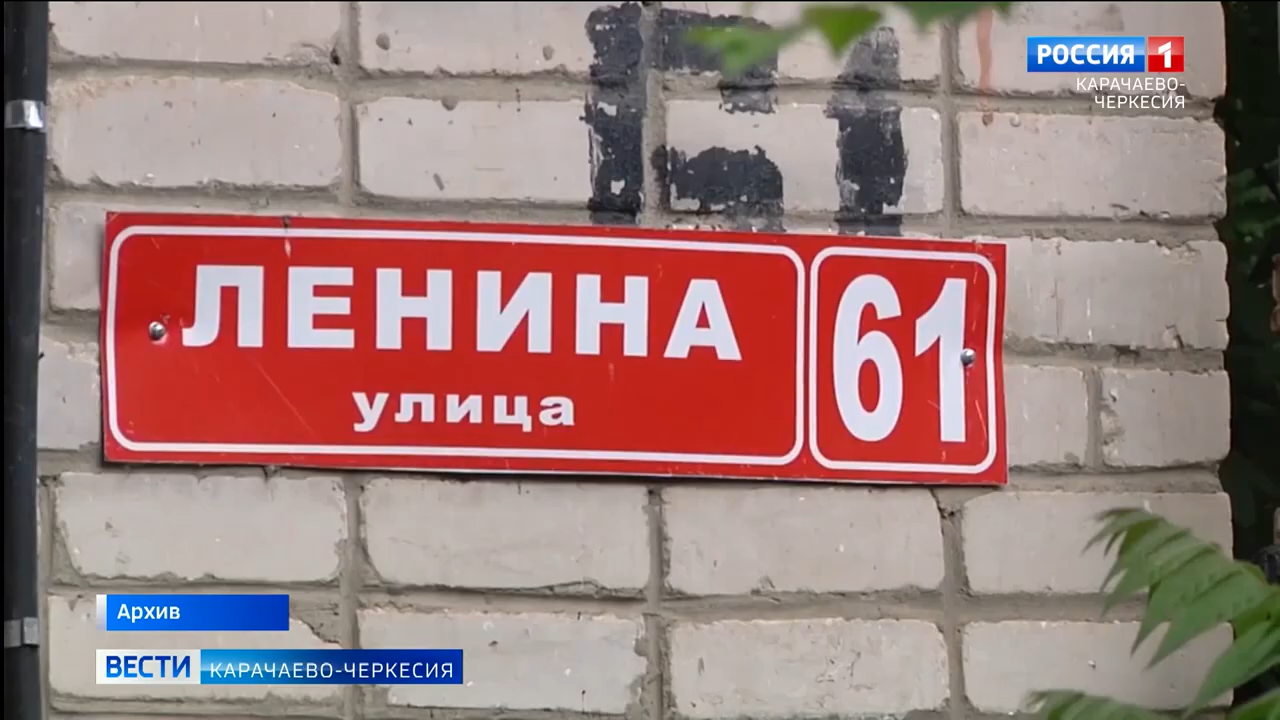 РОССИЯ 1
КАРАЧАЕВО-
ЧЕРКЕСИЯ
ЛЕНИНА
улица
61
Архив
ВЕСТИ КАРАЧАЕВО-ЧЕРКЕСИЯ